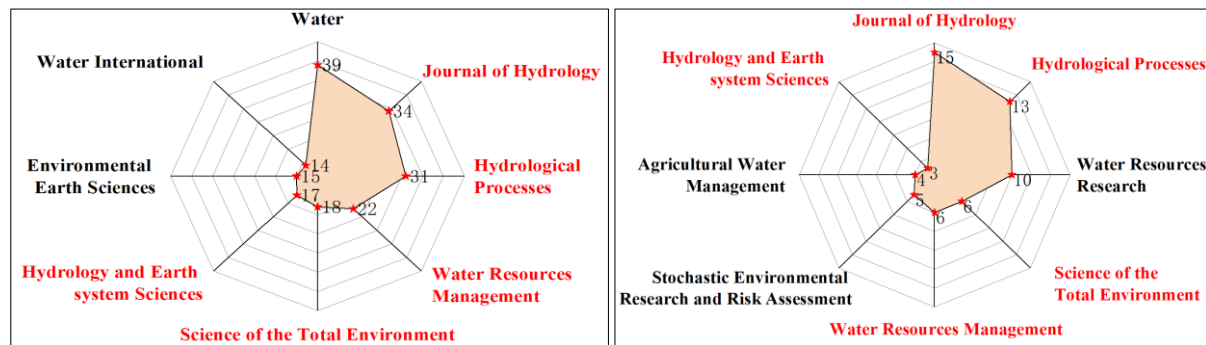 Water
Water International
39
Journal of Hydrology
34
14
Environmental
Earth Sciences
15
31
Hydrological
Processes
17
18
22
Hydrology and Earth
system Sciences
Water Resources
Management
Science of the Total Environment
Journal of Hydrology
Hydrology and Earth
system Sciences
15
Hydrological Processes
13
Agricultural Water
Management
3
4
10
Water Resources
Research
5
6
6
Stochastic Environmental
Research and Risk Assessment
Science of the
Total Environment
Water Resources Management